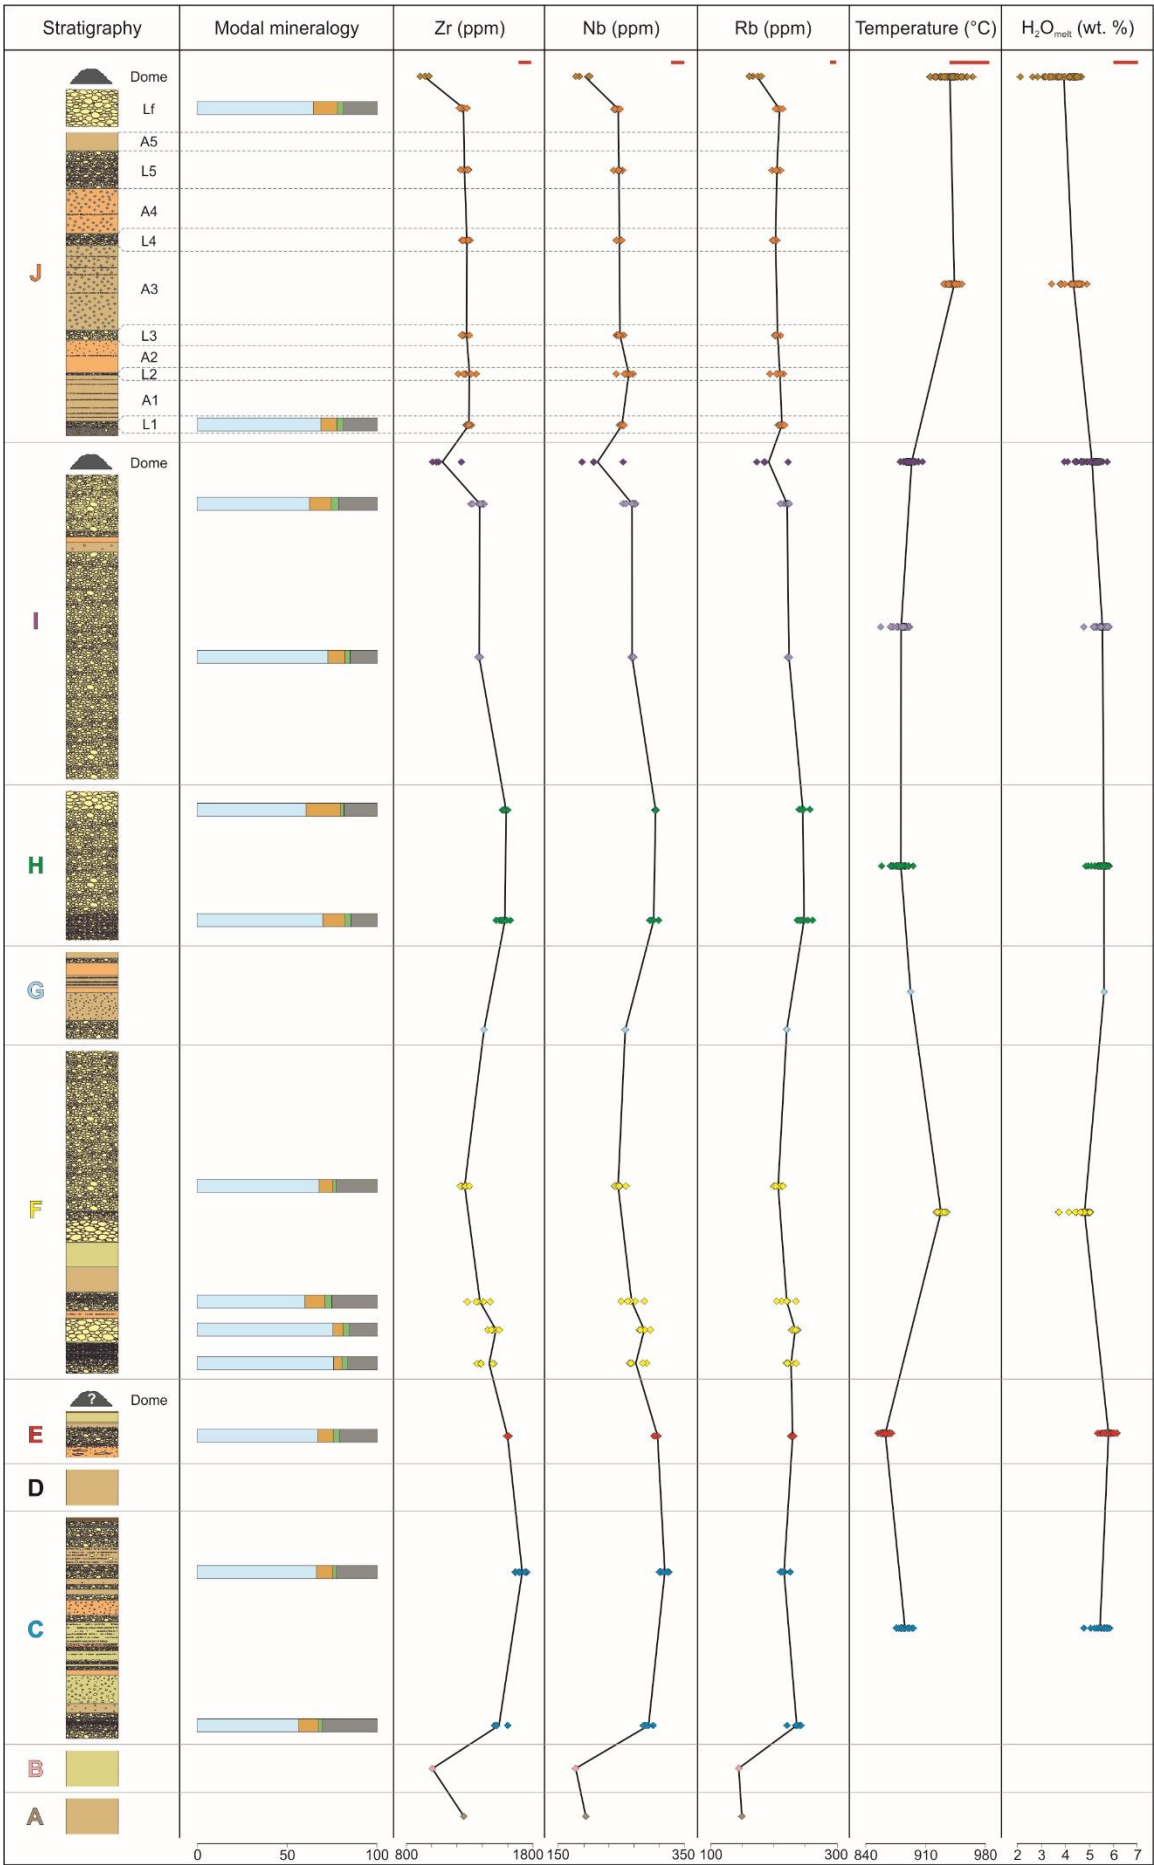 Stratigraphy Modal mineralogy Zr (ppm) Nb (ppm) Rb (ppm) Temperature (°C) H₂Omelt (wt. %)
Dome
Lf
A5
L5
A4
L4
J
A3
L3
A2
L2
A1
L1
Dome
I
H
G
F
? Dome
E
D
C
B
A
0 50 100 800 1800 150 350 100 300 840 910 980 2 3 4 5 6 7